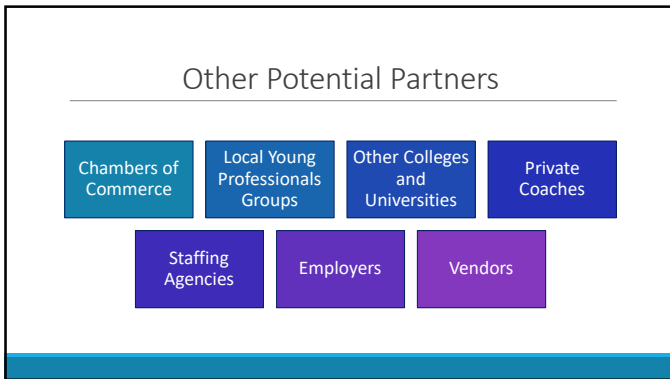 Other Potential Partners
Chambers of
Commerce
Local Young
Professionals
Groups
Other Colleges
and
Universities
Private
Coaches
Staffing
Agencies
Employers
Vendors